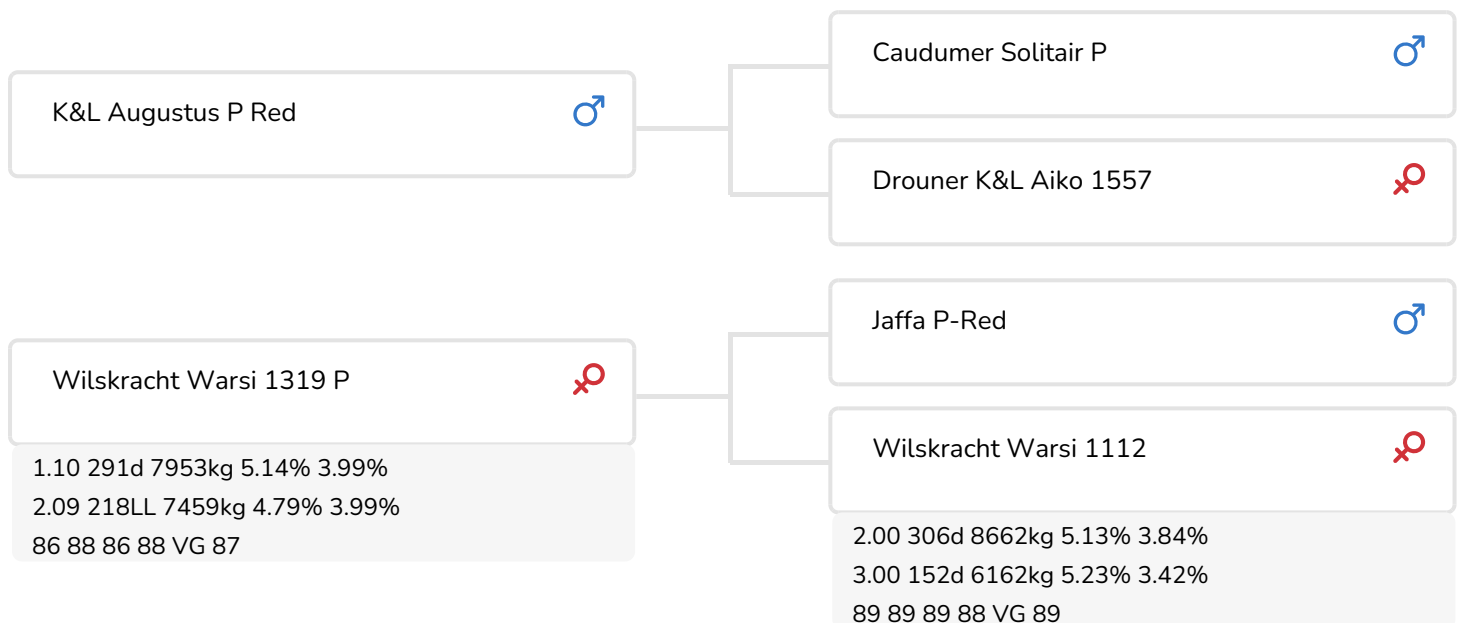 K&L Augustus P Red
Caudumer Solitair P
Drouner K&L Aiko 1557
Wilskracht Warsi 1319 P
1.10 291d 7953kg 5.14% 3.99%
2.09 218LL 7459kg 4.79% 3.99%
86 88 86 88 VG 87
Jaffa P-Red
Wilskracht Warsi 1112
2.00 306d 8662kg 5.13% 3.84%
3.00 152d 6162kg 5.23% 3.42%
89 89 89 88 VG 89